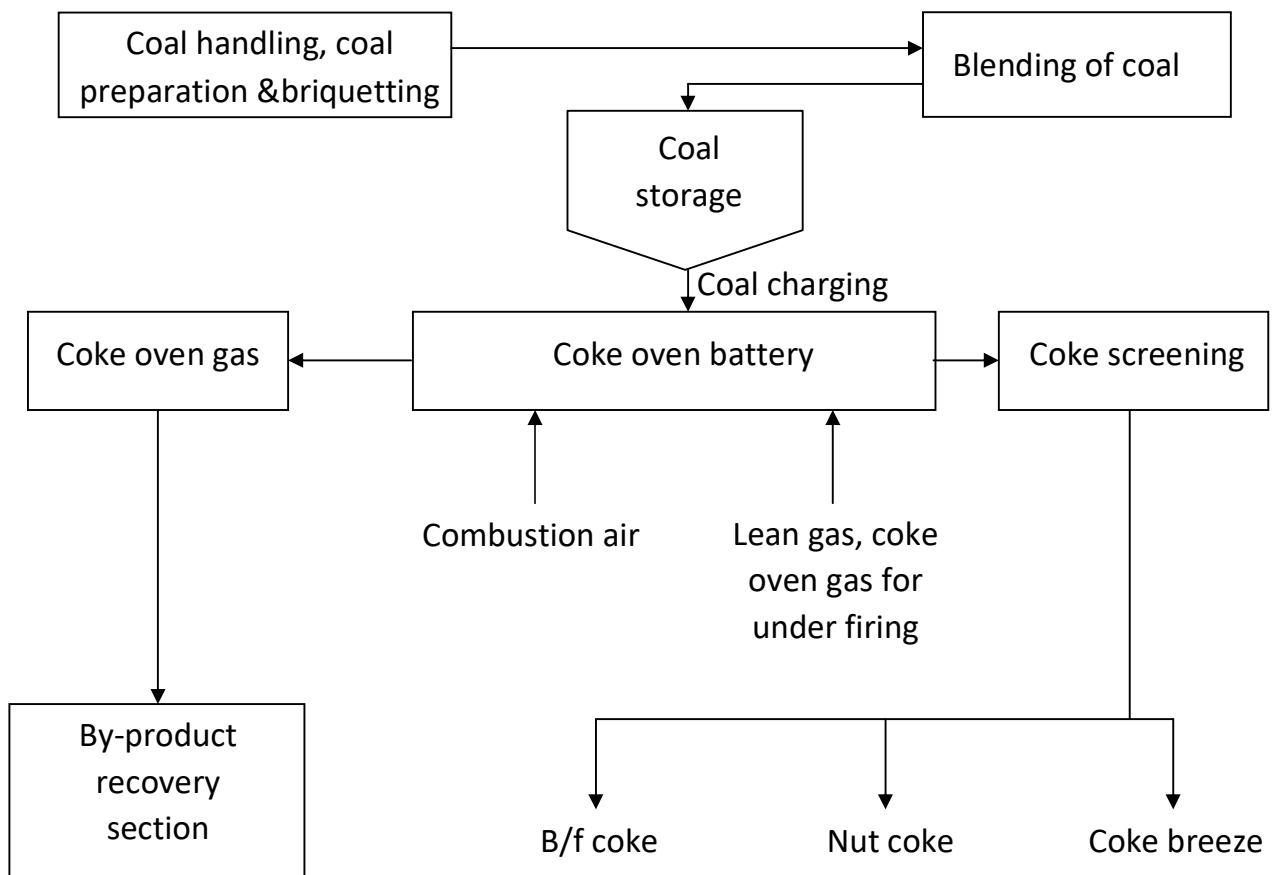 Coal handling, coal
preparation &briquetting
Blending of coal
Coal
storage
Coal charging
Coke oven gas
Coke oven battery
Coke screening
Combustion air
Lean gas, coke
oven gas for
under firing
By-product
recovery
section
B/f coke
Nut coke
Coke breeze